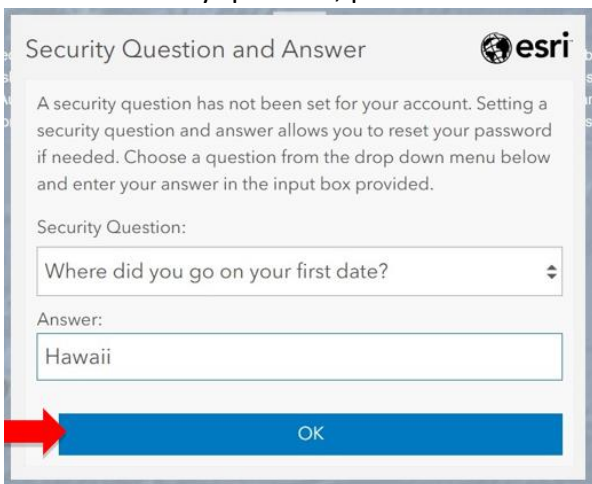 Security Question and Answer
esri
A security question has not been set for your account. Setting a
security question and answer allows you to reset your password
if needed. Choose a question from the drop down menu below
and enter your answer in the input box provided.
Security Question:
Where did you go on your first date?
Answer:
Hawaii
OK